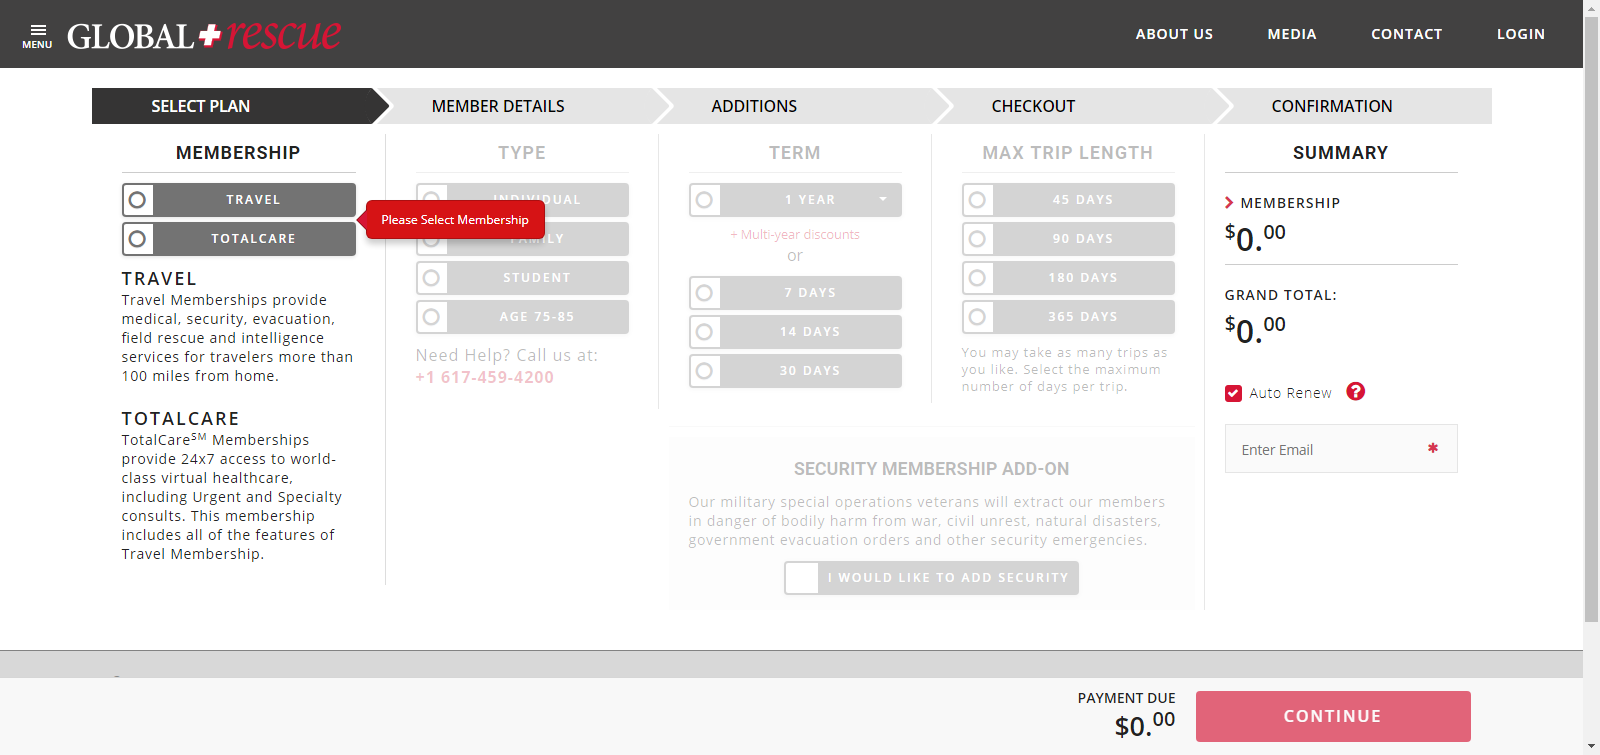 MENU
GLOBAL rescue
ABOUT US
MEDIA
CONTACT
LOGIN
SELECT PLAN
MEMBER DETAILS
ADDITIONS
CHECKOUT
CONFIRMATION
MEMBERSHIP
TRAVEL
TOTALCARE
Please Select Membership
TRAVEL
Travel Memberships provide
medical, security, evacuation,
field rescue and intelligence
services for travelers more than
100 miles from home.
TOTALCARE
TotalCareSM Memberships
provide 24x7 access to world-
class virtual healthcare,
including Urgent and Specialty
consults. This membership
includes all of the features of
Travel Membership.
TYPE
INDIVIDUAL
FAMILY
STUDENT
AGE 75-85
Need Help? Call us at:
+1 617-459-4200
TERM
1 YEAR
+ Multi-year discounts
or
7 DAYS
14 DAYS
30 DAYS
MAX TRIP LENGTH
45 DAYS
90 DAYS
180 DAYS
365 DAYS
You may take as many trips as
you like. Select the maximum
number of days per trip.
SECURITY MEMBERSHIP ADD-ON
Our military special operations veterans will extract our members
in danger of bodily harm from war, civil unrest, natural disasters,
government evacuation orders and other security emergencies.
I WOULD LIKE TO ADD SECURITY
SUMMARY
MEMBERSHIP
$0.00
GRAND TOTAL:
$0.00
Auto Renew ?
Enter Email *
PAYMENT DUE
$0.00
CONTINUE